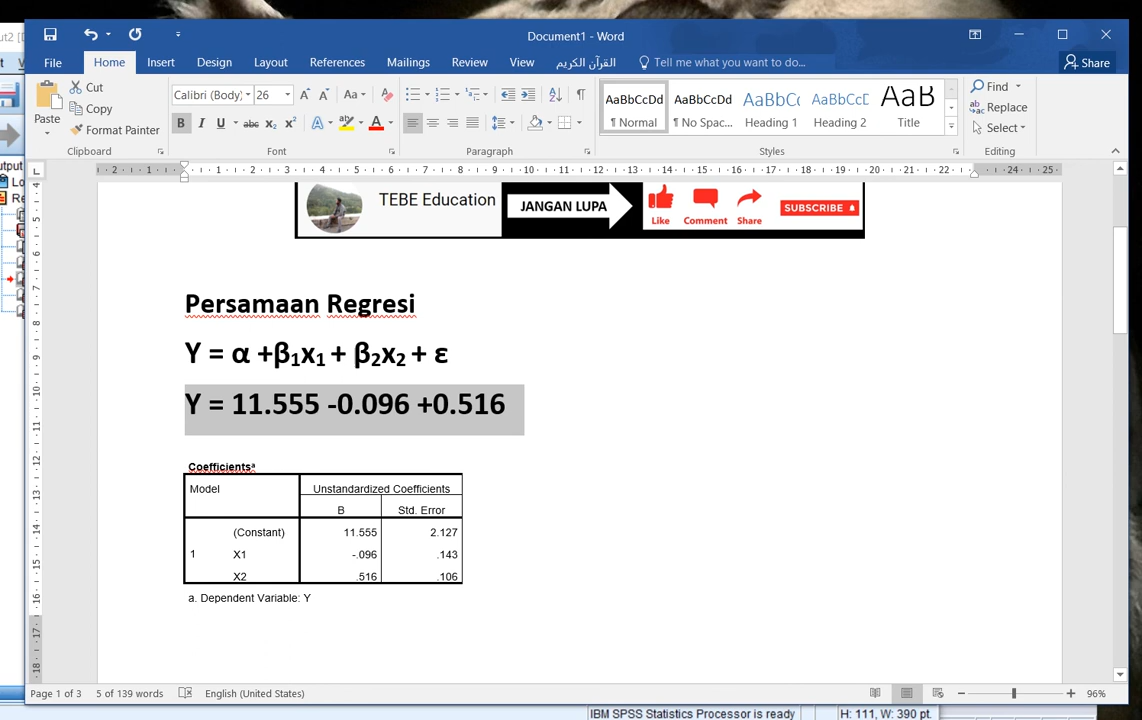 Document1 - Word
File Home Insert Design Layout References Mailings Review View القرآن الكريم Tell me what you want to do... Share
Paste
Cut
Copy
Format Painter
Clipboard
Calibri (Body) 26 Aa
B I U abc X₂ X² A A
Font
Paragraph
AaBbCcDd AaBbCcDd AaBbCc AaBbCcE AaB
¶ Normal ¶ No Spac... Heading 1 Heading 2 Title
Styles
Find
Replace
Select
Editing
TEBE Education
JANGAN LUPA
Like Comment Share
SUBSCRIBE
Persamaan Regresi
Y = α +β₁x₁ + β₂x₂ + ε
Y = 11.555 -0.096 +0.516
Coefficientsᵃ
Model Unstandardized Coefficients
B Std. Error
(Constant) 11.555 2.127
1 X1 -.096 .143
X2 .516 .106
a. Dependent Variable: Y
Page 1 of 3 5 of 139 words English (United States) 96%
IBM SPSS Statistics Processor is ready H: 111, W: 390 pt.